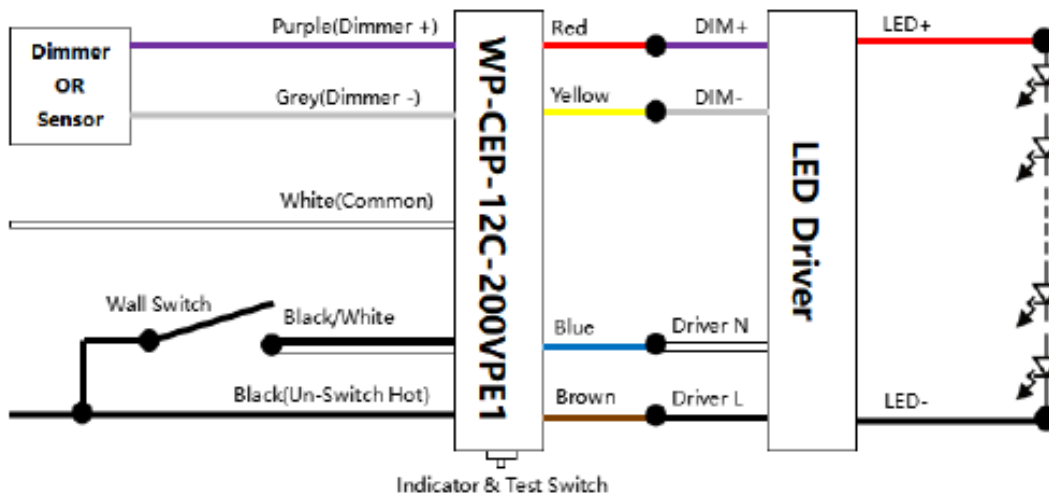 Dimmer
OR
Sensor
Purple(Dimmer +)
Grey(Dimmer -)
White(Common)
Wall Switch
Black/White
Black(Un-Switch Hot)
WP-CEP-12C-200VPE1
Indicator & Test Switch
Red
Yellow
Blue
Brown
DIM+
DIM-
Driver N
Driver L
LED Driver
LED+
LED-